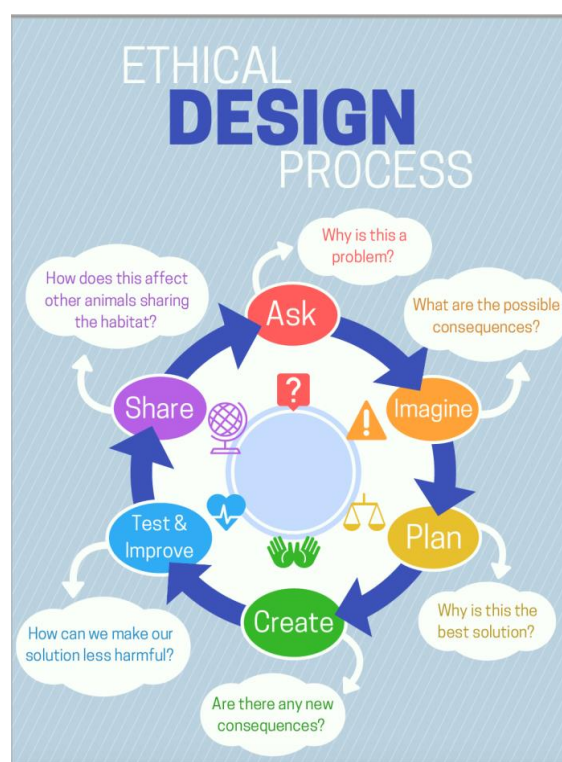 ETHICAL
DESIGN
PROCESS
Why is this a
problem?
Ask
What are the possible
consequences?
Imagine
Why is this the
best solution?
Plan
Are there any new
consequences?
Create
How can we make our
solution less harmful?
Test &
Improve
How does this affect
other animals sharing
the habitat?
Share
?
!